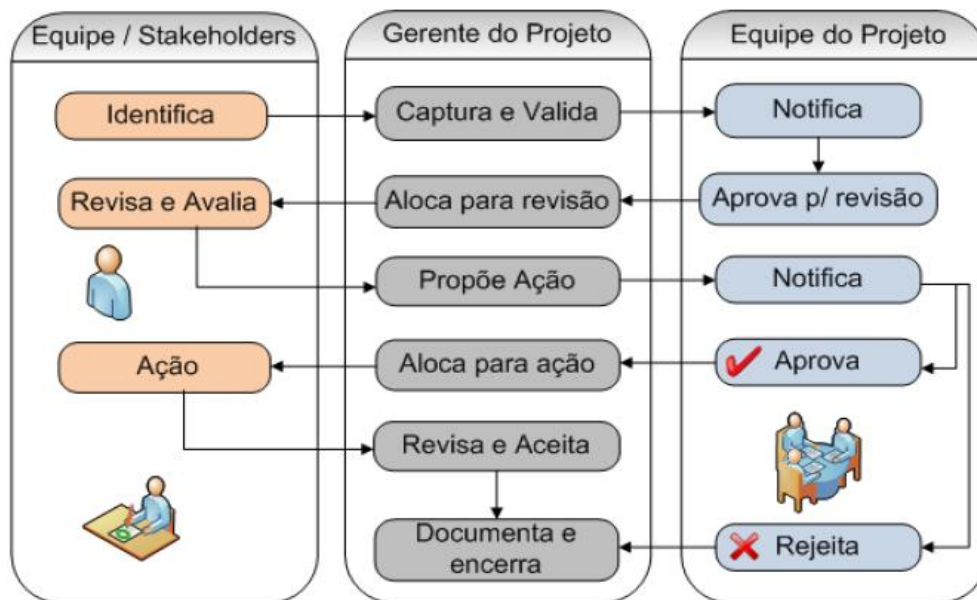 Equipe / Stakeholders
Gerente do Projeto
Equipe do Projeto
Identifica
Captura e Valida
Notifica
Revisa e Avalia
Aloca para revisão
Aprova p/ revisão
Propõe Ação
Notifica
Ação
Aloca para ação
Aprova
Revisa e Aceita
Documenta e
encerra
Rejeita